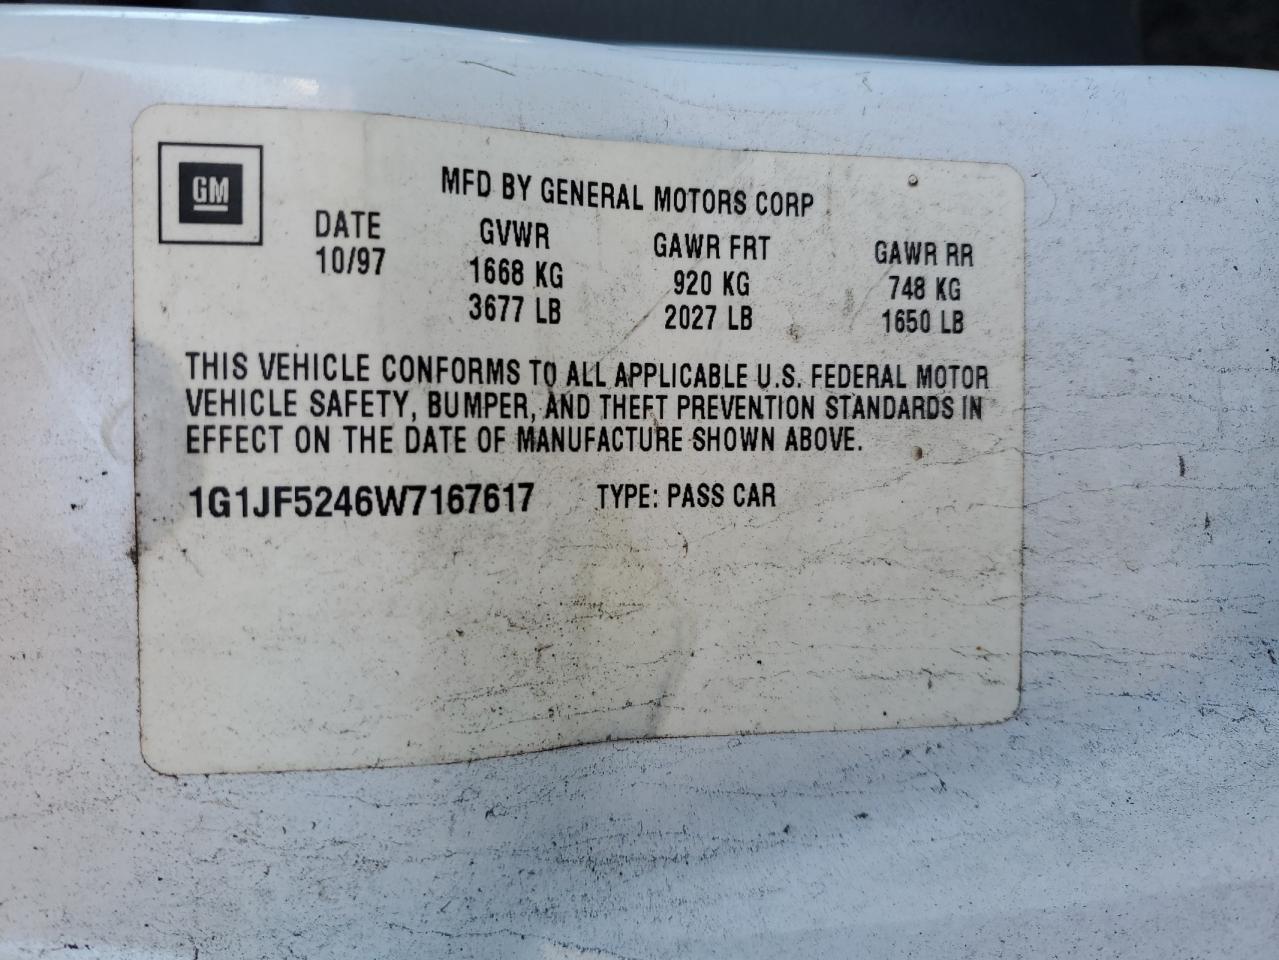 GM
MFD BY GENERAL MOTORS CORP
DATE GVWR GAWR FRT GAWR RR
10/97 1668 KG 920 KG 748 KG
3677 LB 2027 LB 1650 LB
THIS VEHICLE CONFORMS TO ALL APPLICABLE U.S. FEDERAL MOTOR
VEHICLE SAFETY, BUMPER, AND THEFT PREVENTION STANDARDS IN
EFFECT ON THE DATE OF MANUFACTURE SHOWN ABOVE.
1G1JF5246W7167617 TYPE: PASS CAR